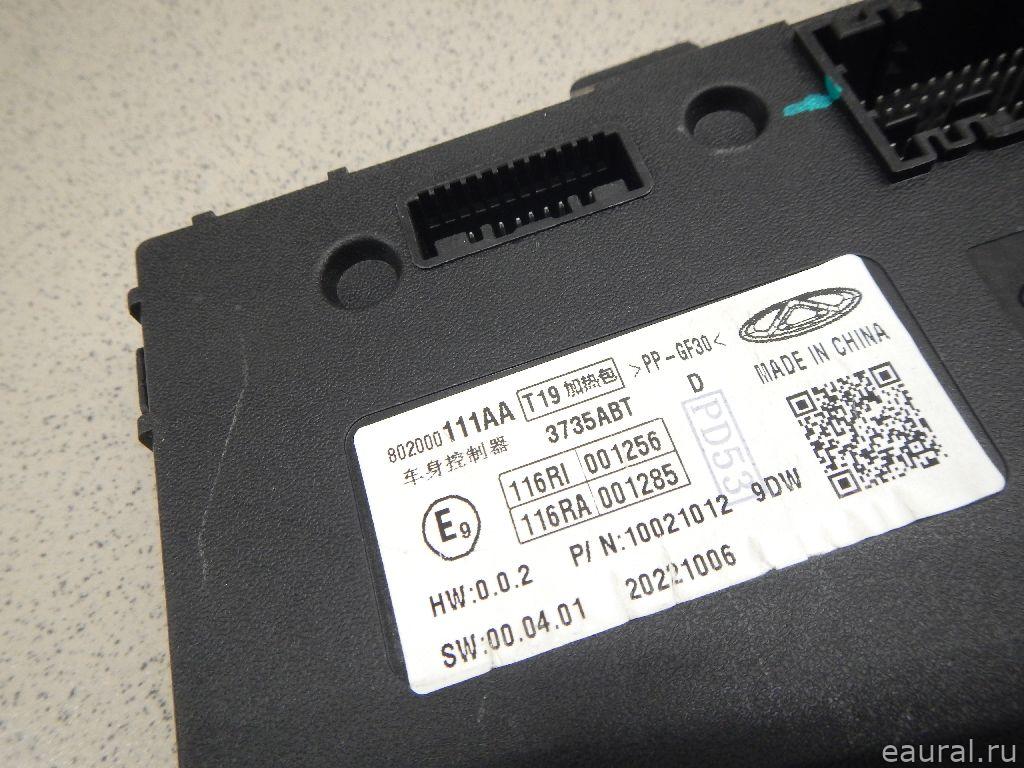 802000111AA T19 加热包 >PP-GF30<
车身控制器 3735ABT D MADE IN CHINA
PD53
116RI 001256
116RA 001285
E9
HW:0.0.2 P/N:10021012 9DW
SW:00.04.01 20221006
eaural.ru